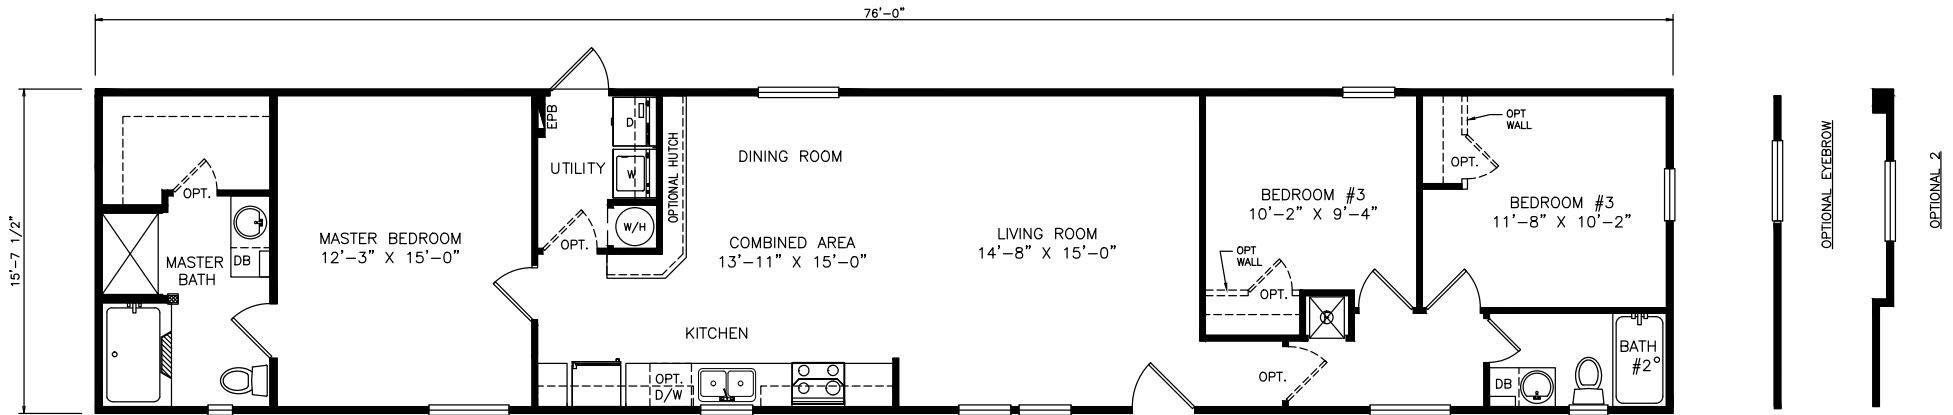 76'-0"
15'-7 1/2"
OPT.
MASTER
BATH
DB
MASTER BEDROOM
12'-3" X 15'-0"
EPB
UTILITY
D
W
W/H
OPT.
OPTIONAL HUTCH
DINING ROOM
COMBINED AREA
13'-11" X 15'-0"
KITCHEN
OPT.
D/W
LIVING ROOM
14'-8" X 15'-0"
BEDROOM #3
10'-2" X 9'-4"
OPT
WALL
OPT.
OPT.
OPT
WALL
OPT.
BEDROOM #3
11'-8" X 10'-2"
BATH
#2
DB
OPTIONAL EYEBROW
OPTIONAL 2